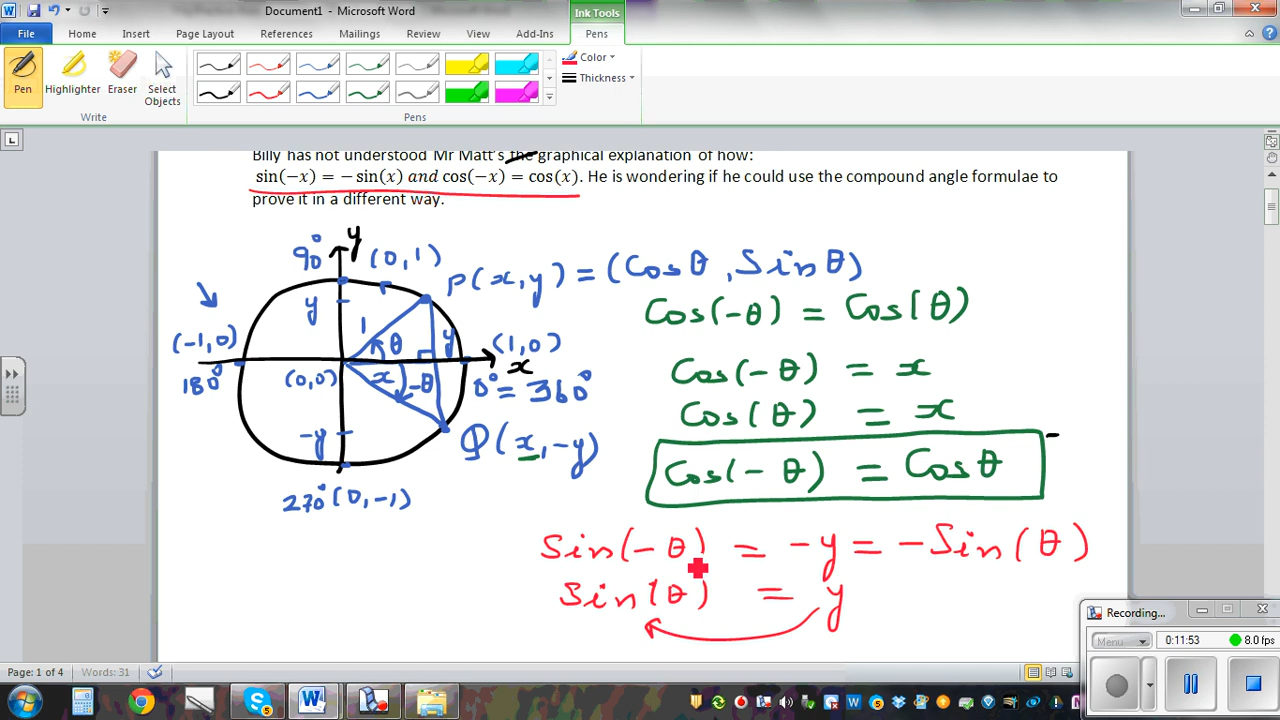 Document1 - Microsoft Word
Ink Tools
File Home Insert Page Layout References Mailings Review View Add-Ins Pens
Pen Highlighter Eraser Select Objects
Color
Thickness
Write Pens
Billy has not understood Mr Matt's the graphical explanation of how:
sin(−x) = − sin(x) and cos(−x) = cos(x). He is wondering if he could use the compound angle formulae to
prove it in a different way.
y
90° (0,1) P(x,y) = (Cosθ, Sinθ)
y
Cos(-θ) = Cos(θ)
1 θ y
(-1,0) (1,0)
x
180° (0,0) x -θ 0° = 360°
Cos(-θ) = x
Cos(θ) = x
-y Q(x,-y)
Cos(-θ) = Cosθ
270° (0,-1)
Sin(-θ) = -y = -Sin(θ)
Sin(θ) = y
Recording...
Menu 0:11:53 8.0 fps
Page: 1 of 4 Words: 31